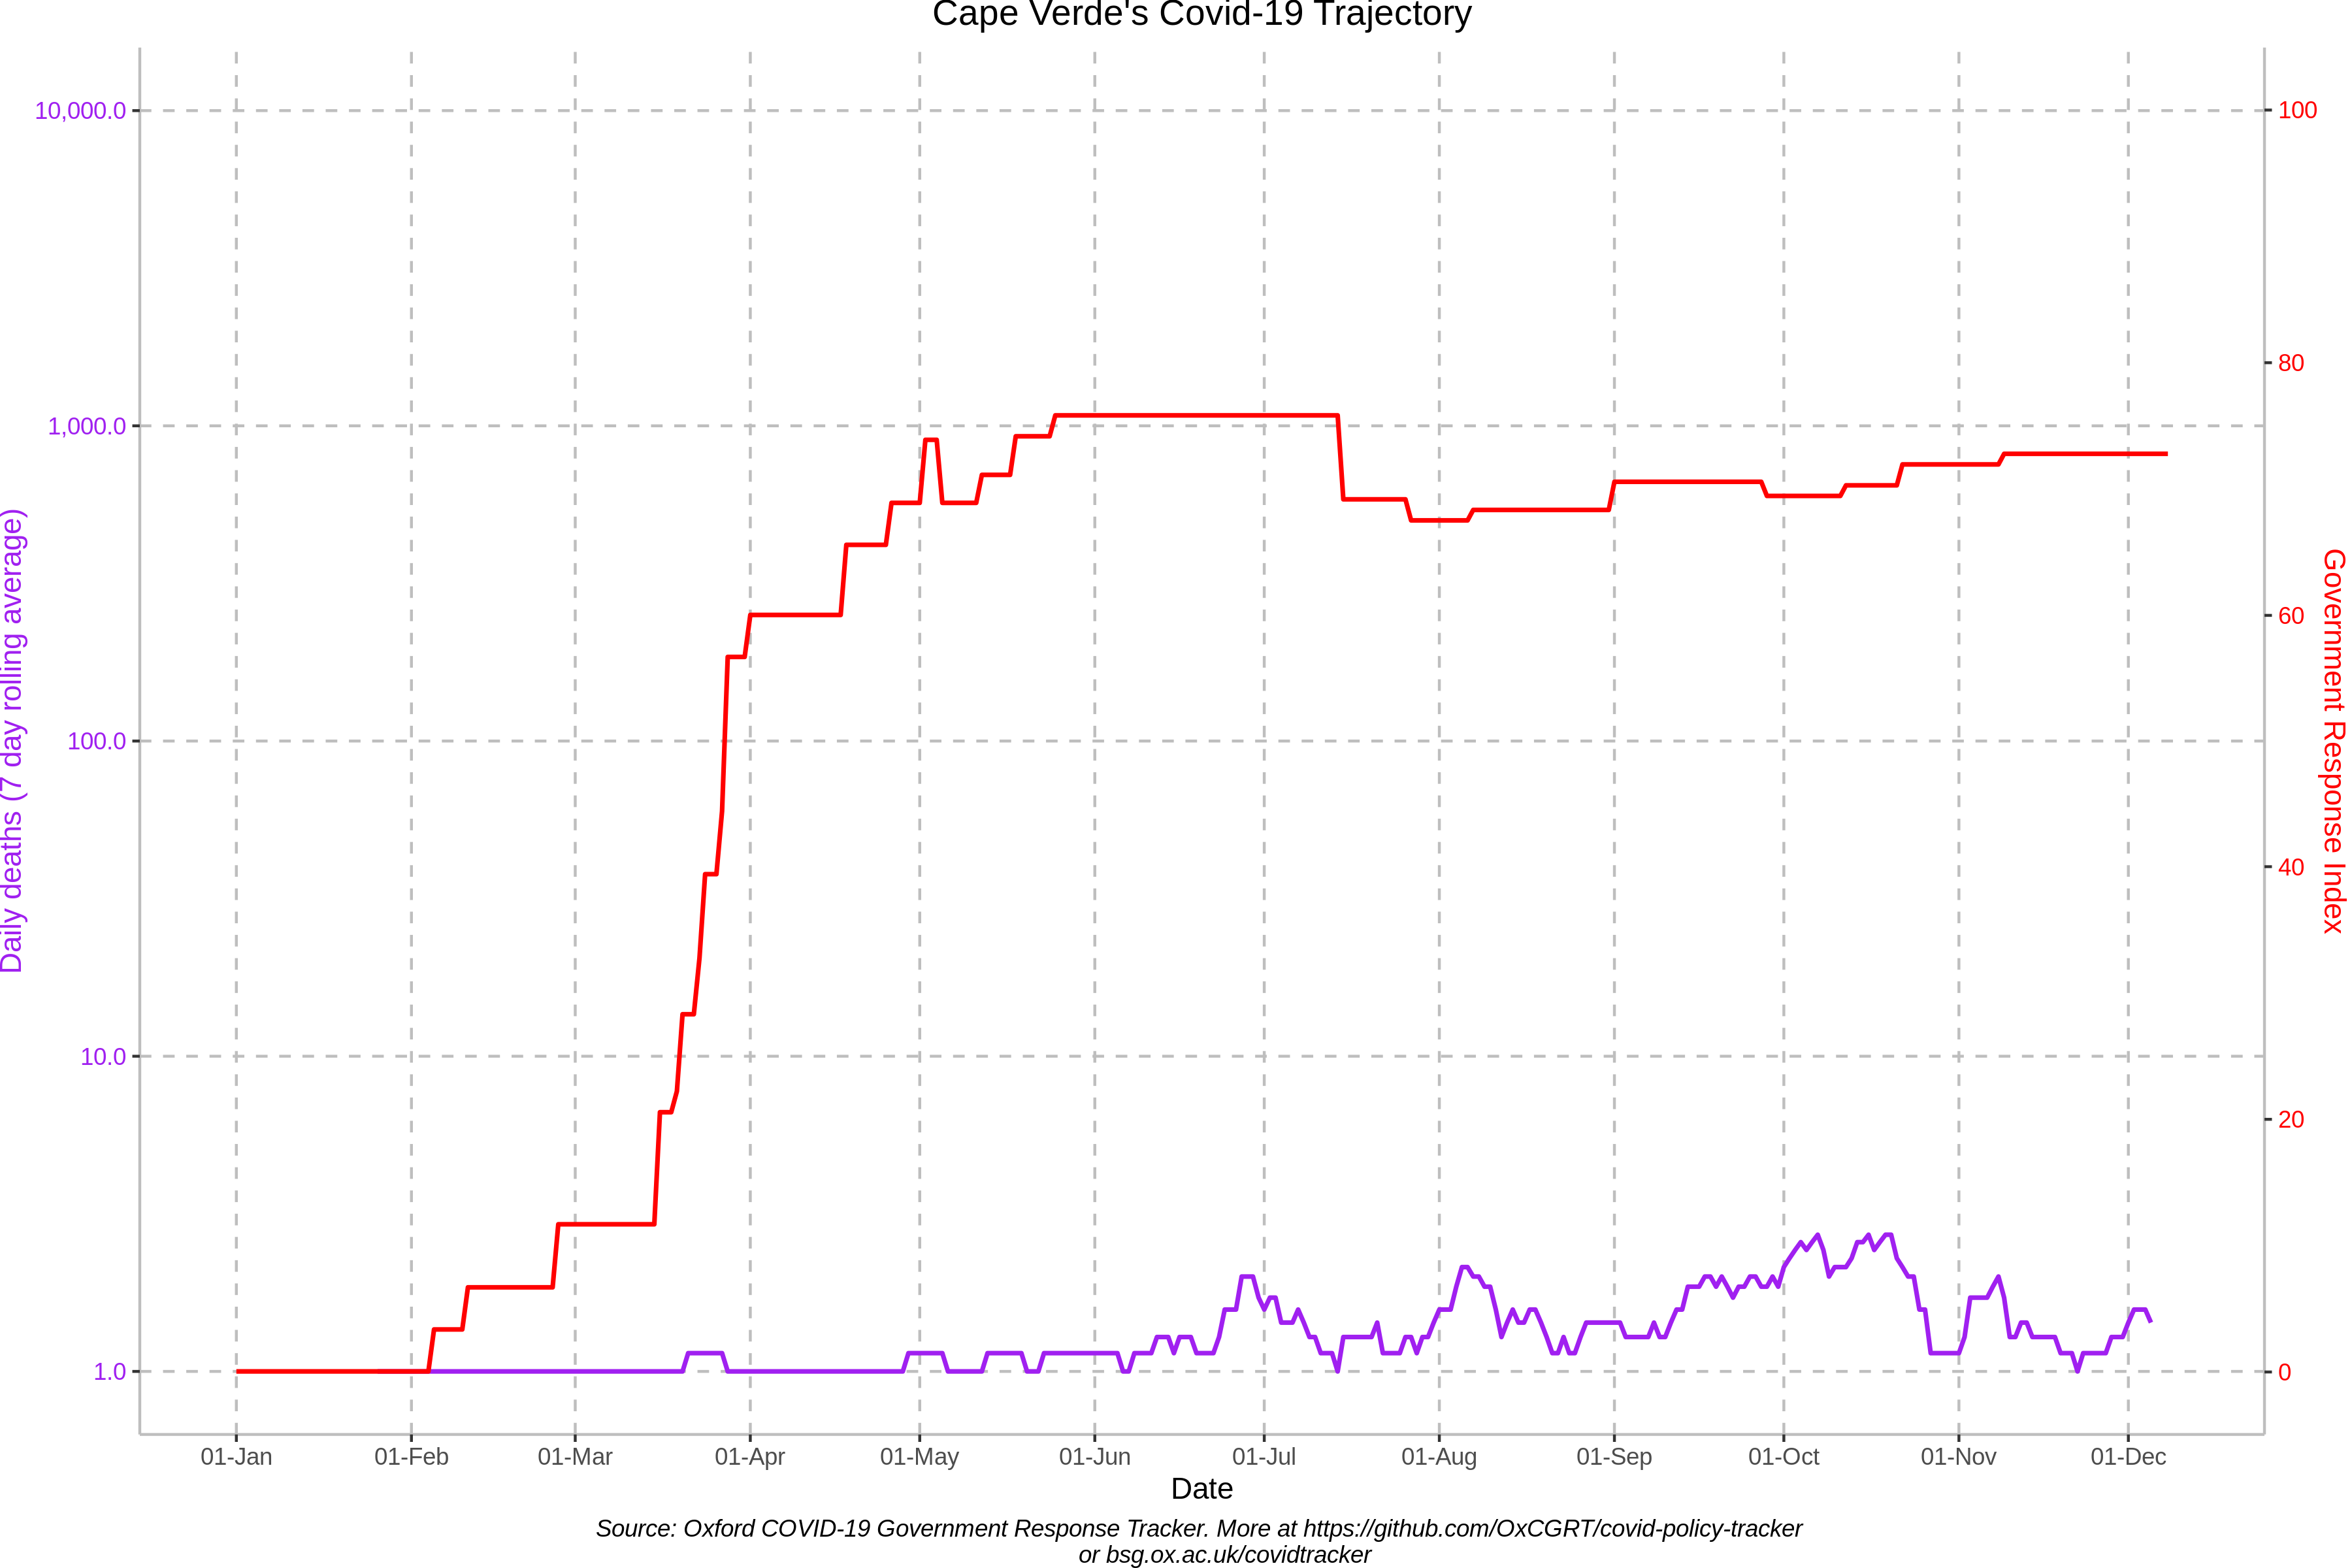 Cape Verde's Covid-19 Trajectory
10,000.0
1,000.0
100.0
10.0
1.0
Daily deaths (7 day rolling average)
100
80
60
40
20
0
Government Response Index
01-Jan 01-Feb 01-Mar 01-Apr 01-May 01-Jun 01-Jul 01-Aug 01-Sep 01-Oct 01-Nov 01-Dec
Date
Source: Oxford COVID-19 Government Response Tracker. More at https://github.com/OxCGRT/covid-policy-tracker
or bsg.ox.ac.uk/covidtracker